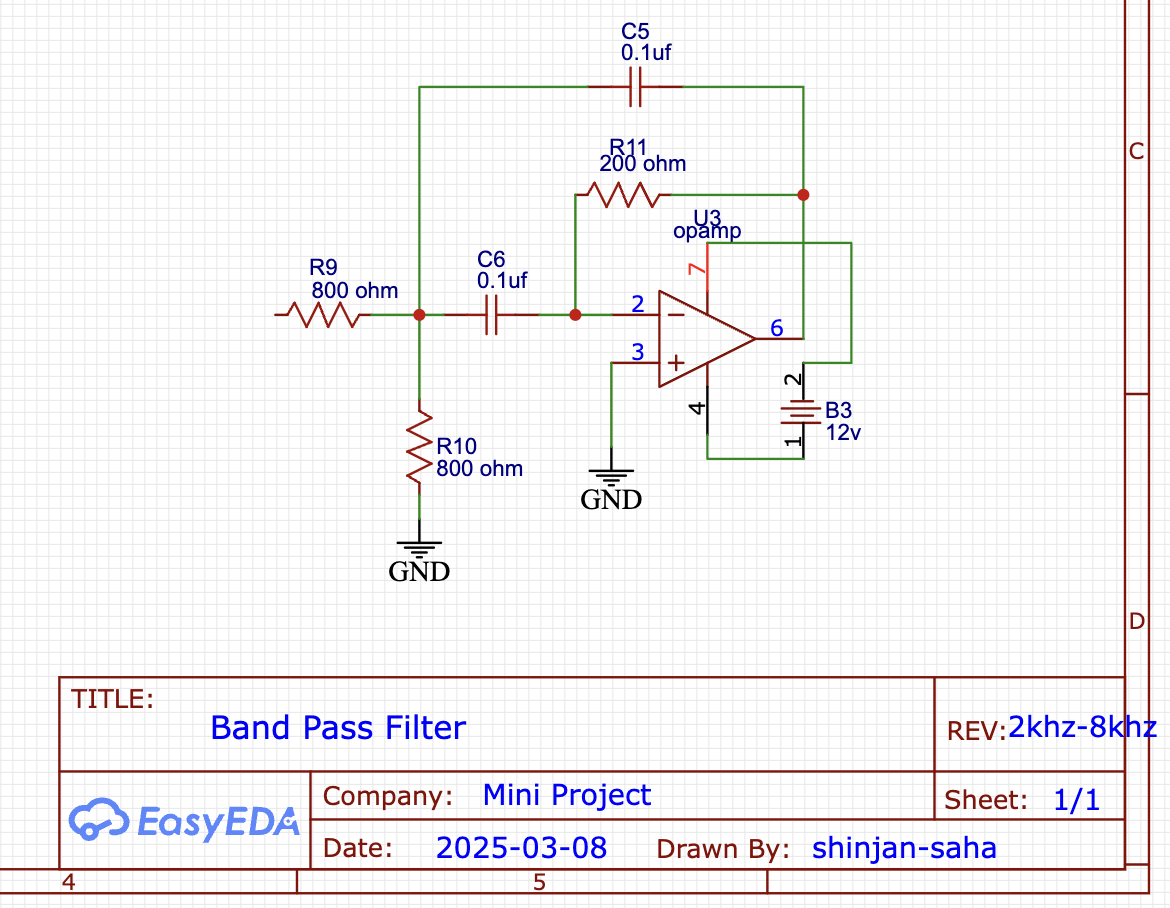 C5
0.1uf
C
R11
200 ohm
U3
opamp
7
C6
0.1uf
R9
800 ohm
2
6
3
2
4
B3
12v
1
R10
800 ohm
GND
GND
D
TITLE:
Band Pass Filter
REV: 2khz-8khz
EasyEDA
Company: Mini Project
Sheet: 1/1
Date: 2025-03-08 Drawn By: shinjan-saha
4 5